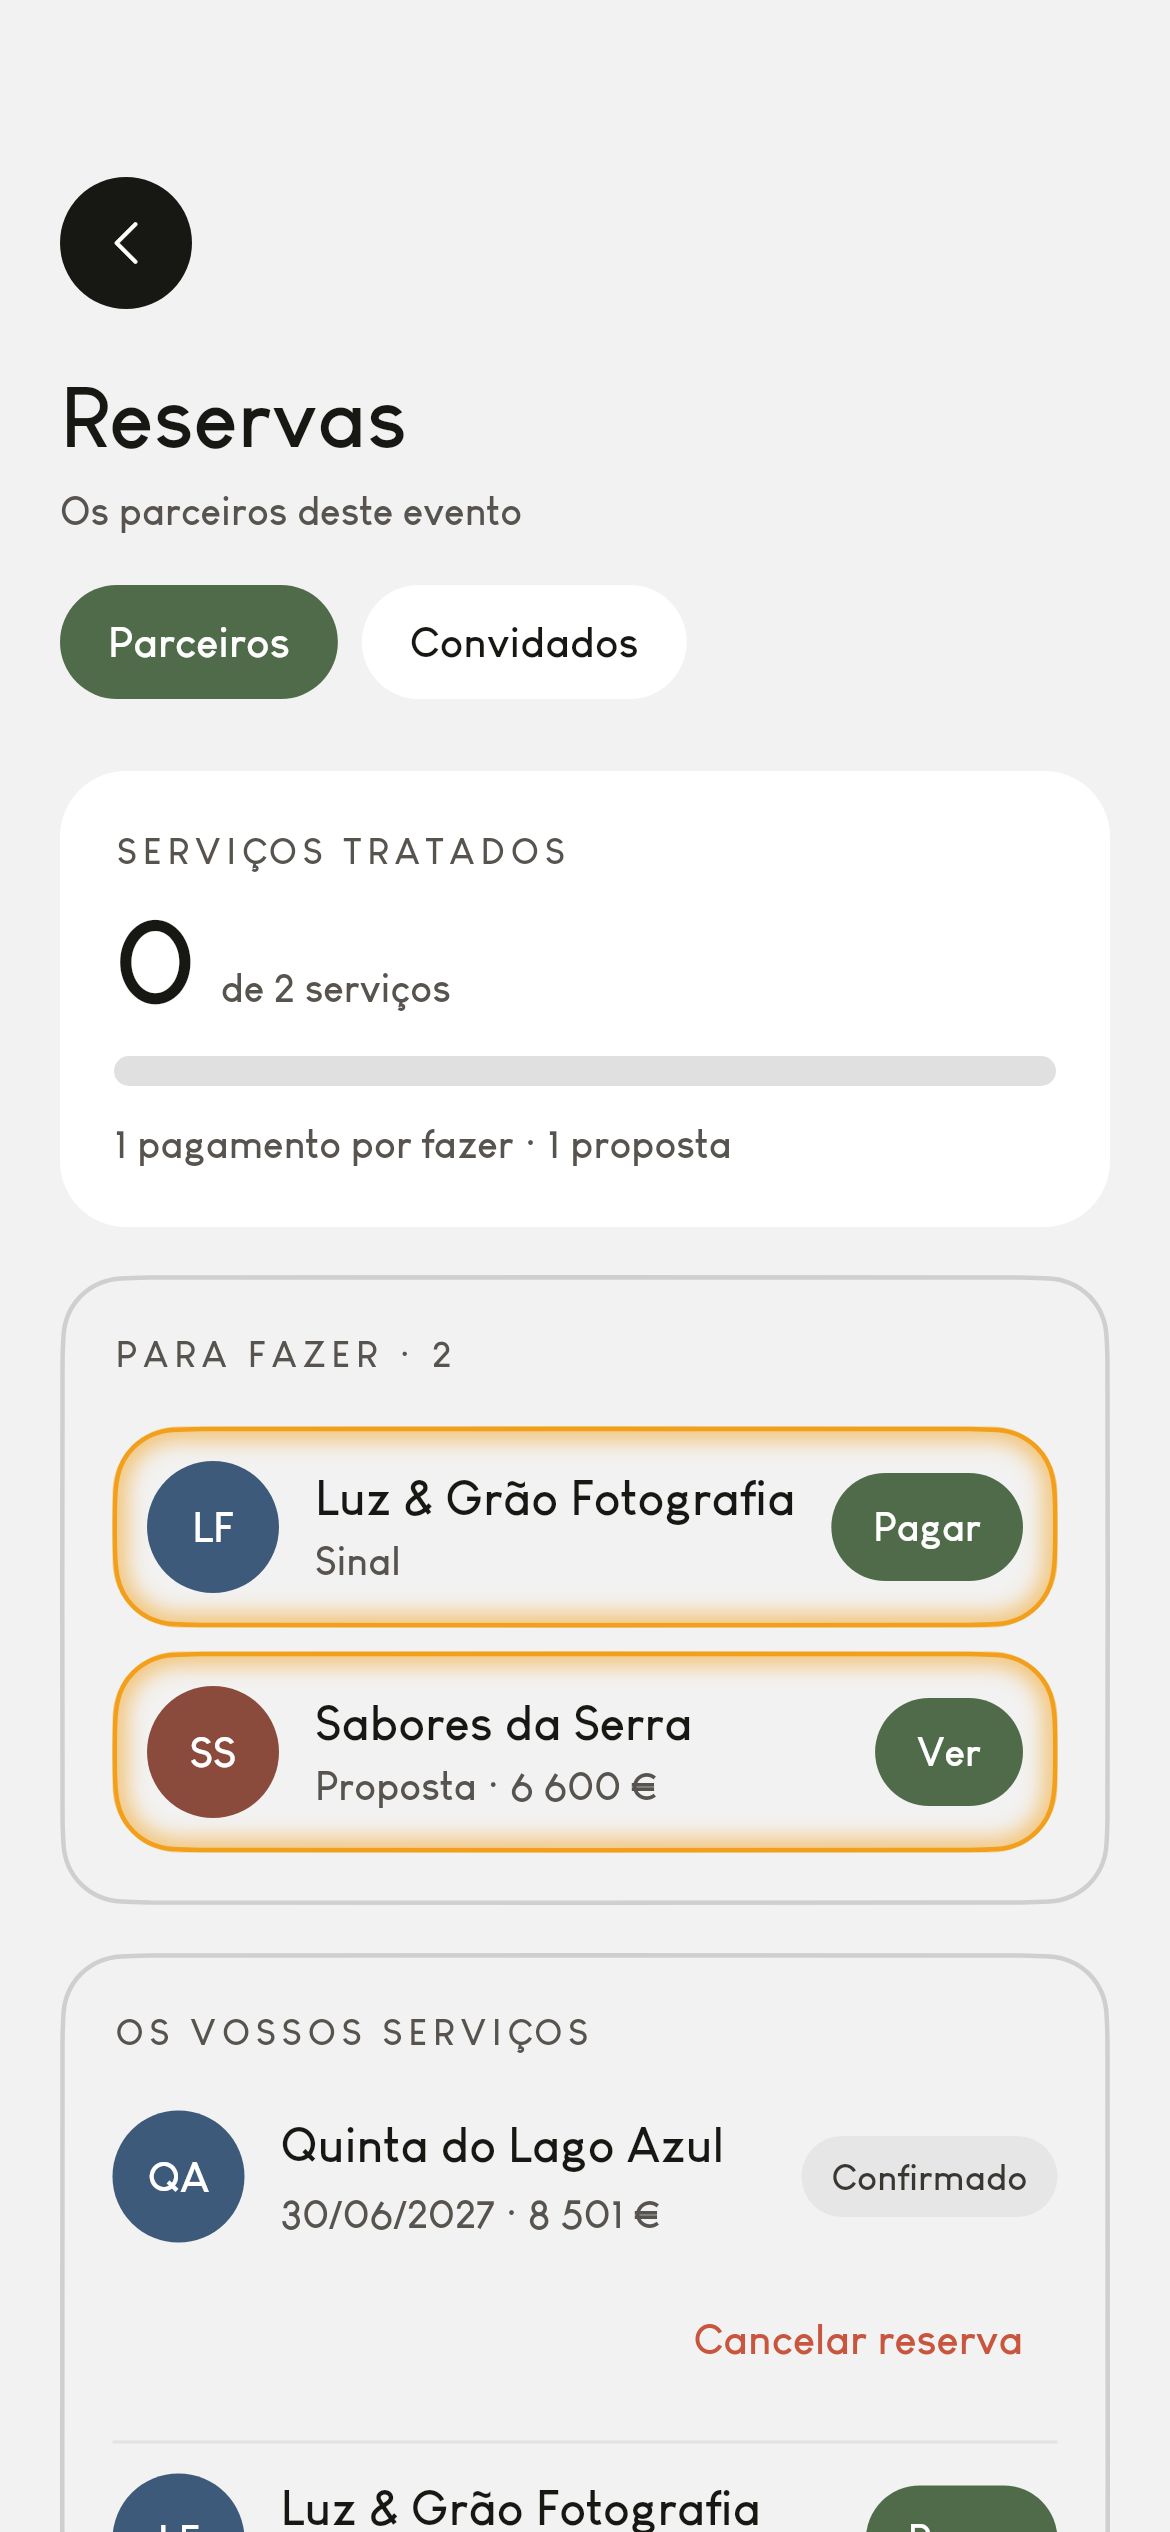 Reservas
Os parceiros deste evento
Parceiros
Convidados
SERVIÇOS TRATADOS
0 de 2 serviços
1 pagamento por fazer · 1 proposta
PARA FAZER · 2
LF
Luz & Grão Fotografia
Sinal
Pagar
SS
Sabores da Serra
Proposta · 6 600 €
Ver
OS VOSSOS SERVIÇOS
QA
Quinta do Lago Azul
30/06/2027 · 8 501 €
Confirmado
Cancelar reserva
Luz & Grão Fotografia